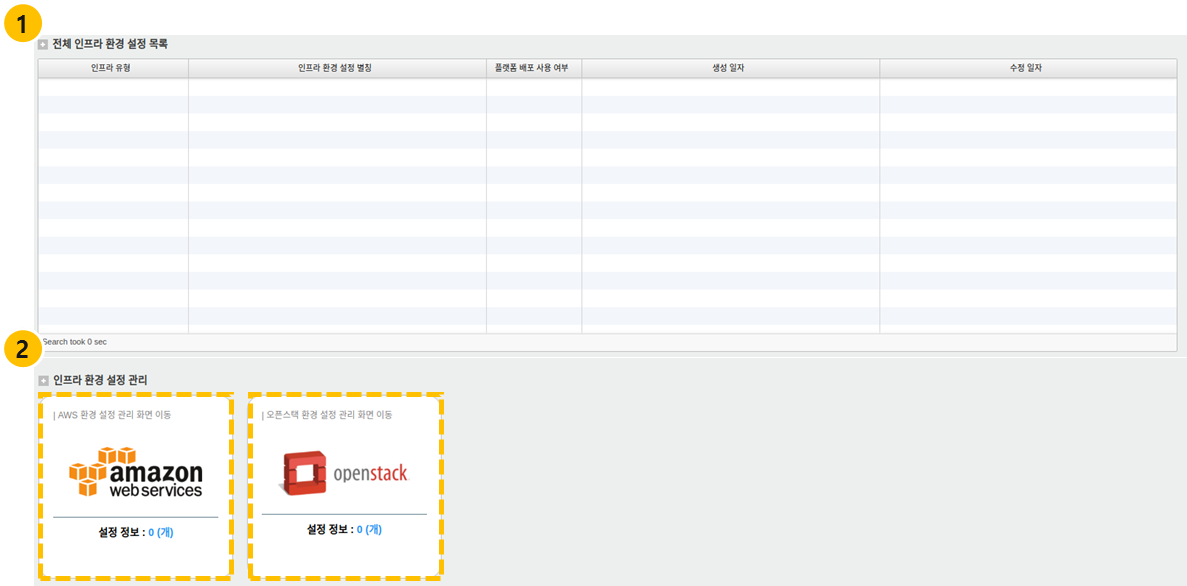 1
전체 인프라 환경 설정 목록
인프라 유형 인프라 환경 설정 별칭 플랫폼 배포 사용 여부 생성 일자 수정 일자
Search took 0 sec
2
인프라 환경 설정 관리
| AWS 환경 설정 관리 화면 이동
amazon
web services
설정 정보 : 0 (개)
| 오픈스택 환경 설정 관리 화면 이동
openstack
설정 정보 : 0 (개)